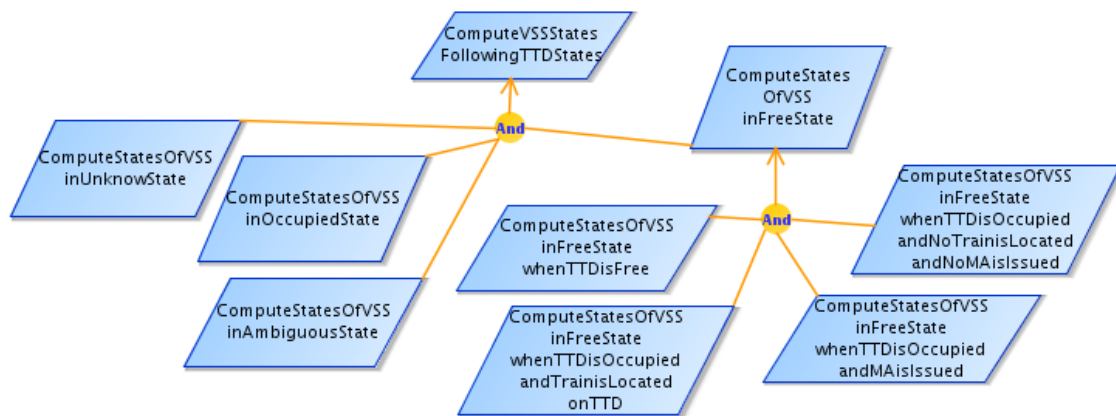 ComputeVSSStates
FollowingTTDStates
ComputeStates
OfVSS
inFreeState
And
ComputeStatesOfVSS
inUnknowState
ComputeStatesOfVSS
inOccupiedState
ComputeStatesOfVSS
inAmbiguousState
And
ComputeStatesOfVSS
inFreeState
whenTTDisOccupied
andNoTrainisLocated
andNoMAisIssued
ComputeStatesOfVSS
inFreeState
whenTTDisFree
ComputeStatesOfVSS
inFreeState
whenTTDisOccupied
andTrainisLocated
onTTD
ComputeStatesOfVSS
inFreeState
whenTTDisOccupied
andMAisIssued